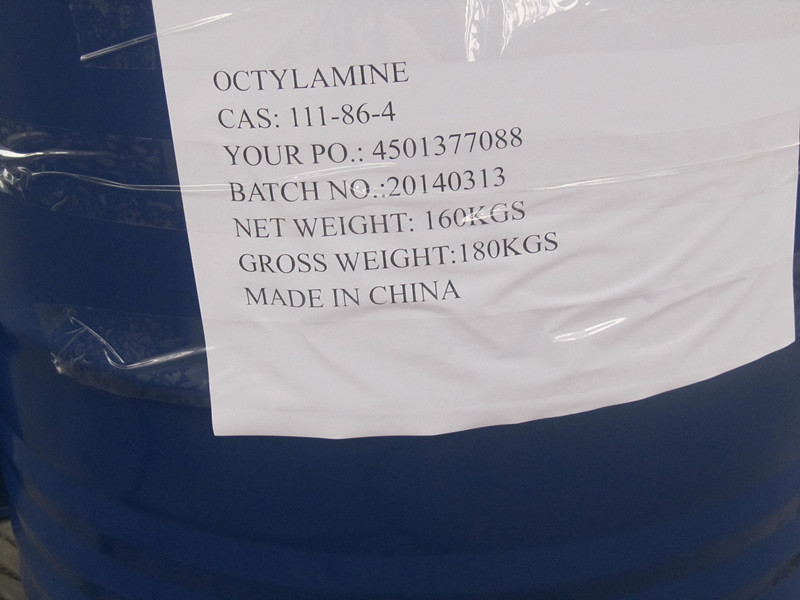 OCTYLAMINE
CAS: 111-86-4
YOUR PO.: 4501377088
BATCH NO.:20140313
NET WEIGHT: 160KGS
GROSS WEIGHT:180KGS
MADE IN CHINA